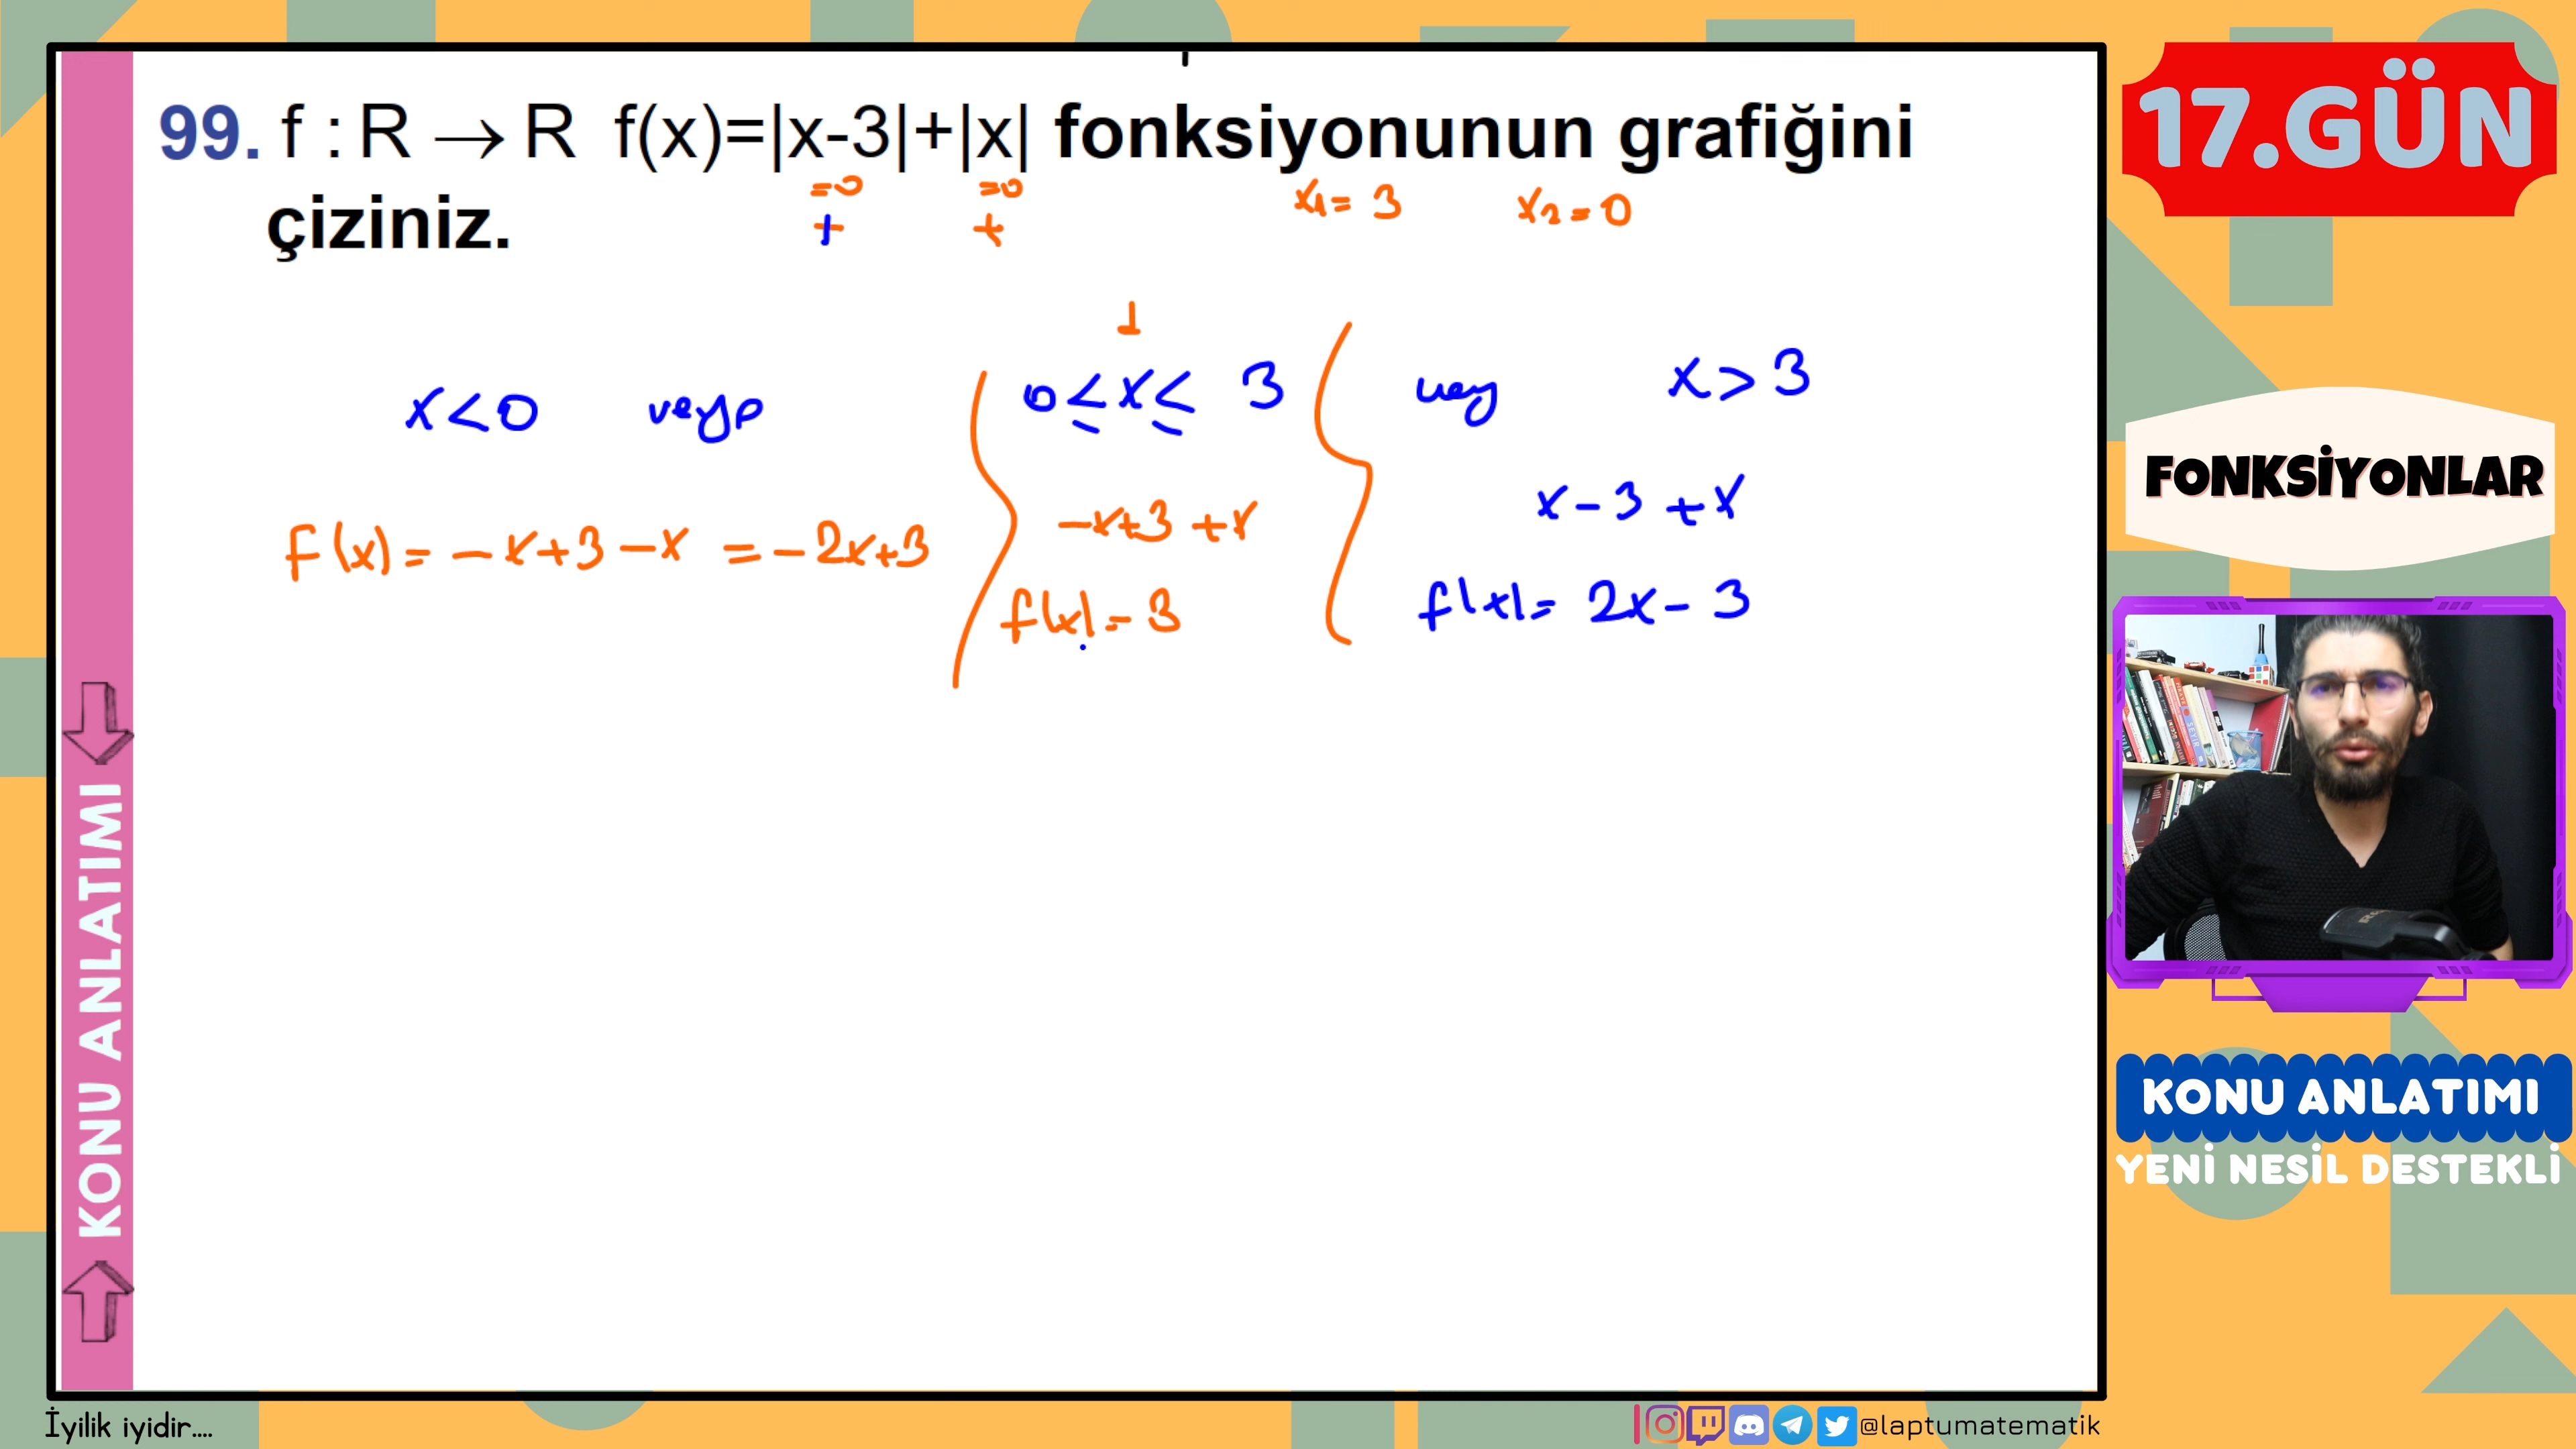 99. f : R → R f(x)=|x-3|+|x| fonksiyonunun grafiğini
çiziniz.
=0 =0 x1= 3 x2=0
+ +
1
x<0 veya 0≤x≤ 3 vey x>3
f(x)= -x+3-x = -2x+3
-x+3+x
f(x)=3
x-3+x
f(x)= 2x-3
KONU ANLATIMI
17.GÜN
FONKSİYONLAR
KONU ANLATIMI
YENİ NESİL DESTEKLİ
İyilik iyidir....
@laptumatematik